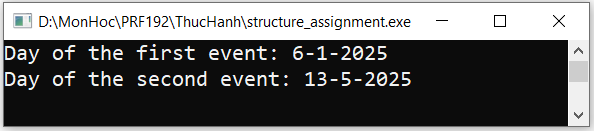 D:\MonHoc\PRF192\ThucHanh\structure_assignment.exe
Day of the first event: 6-1-2025
Day of the second event: 13-5-2025